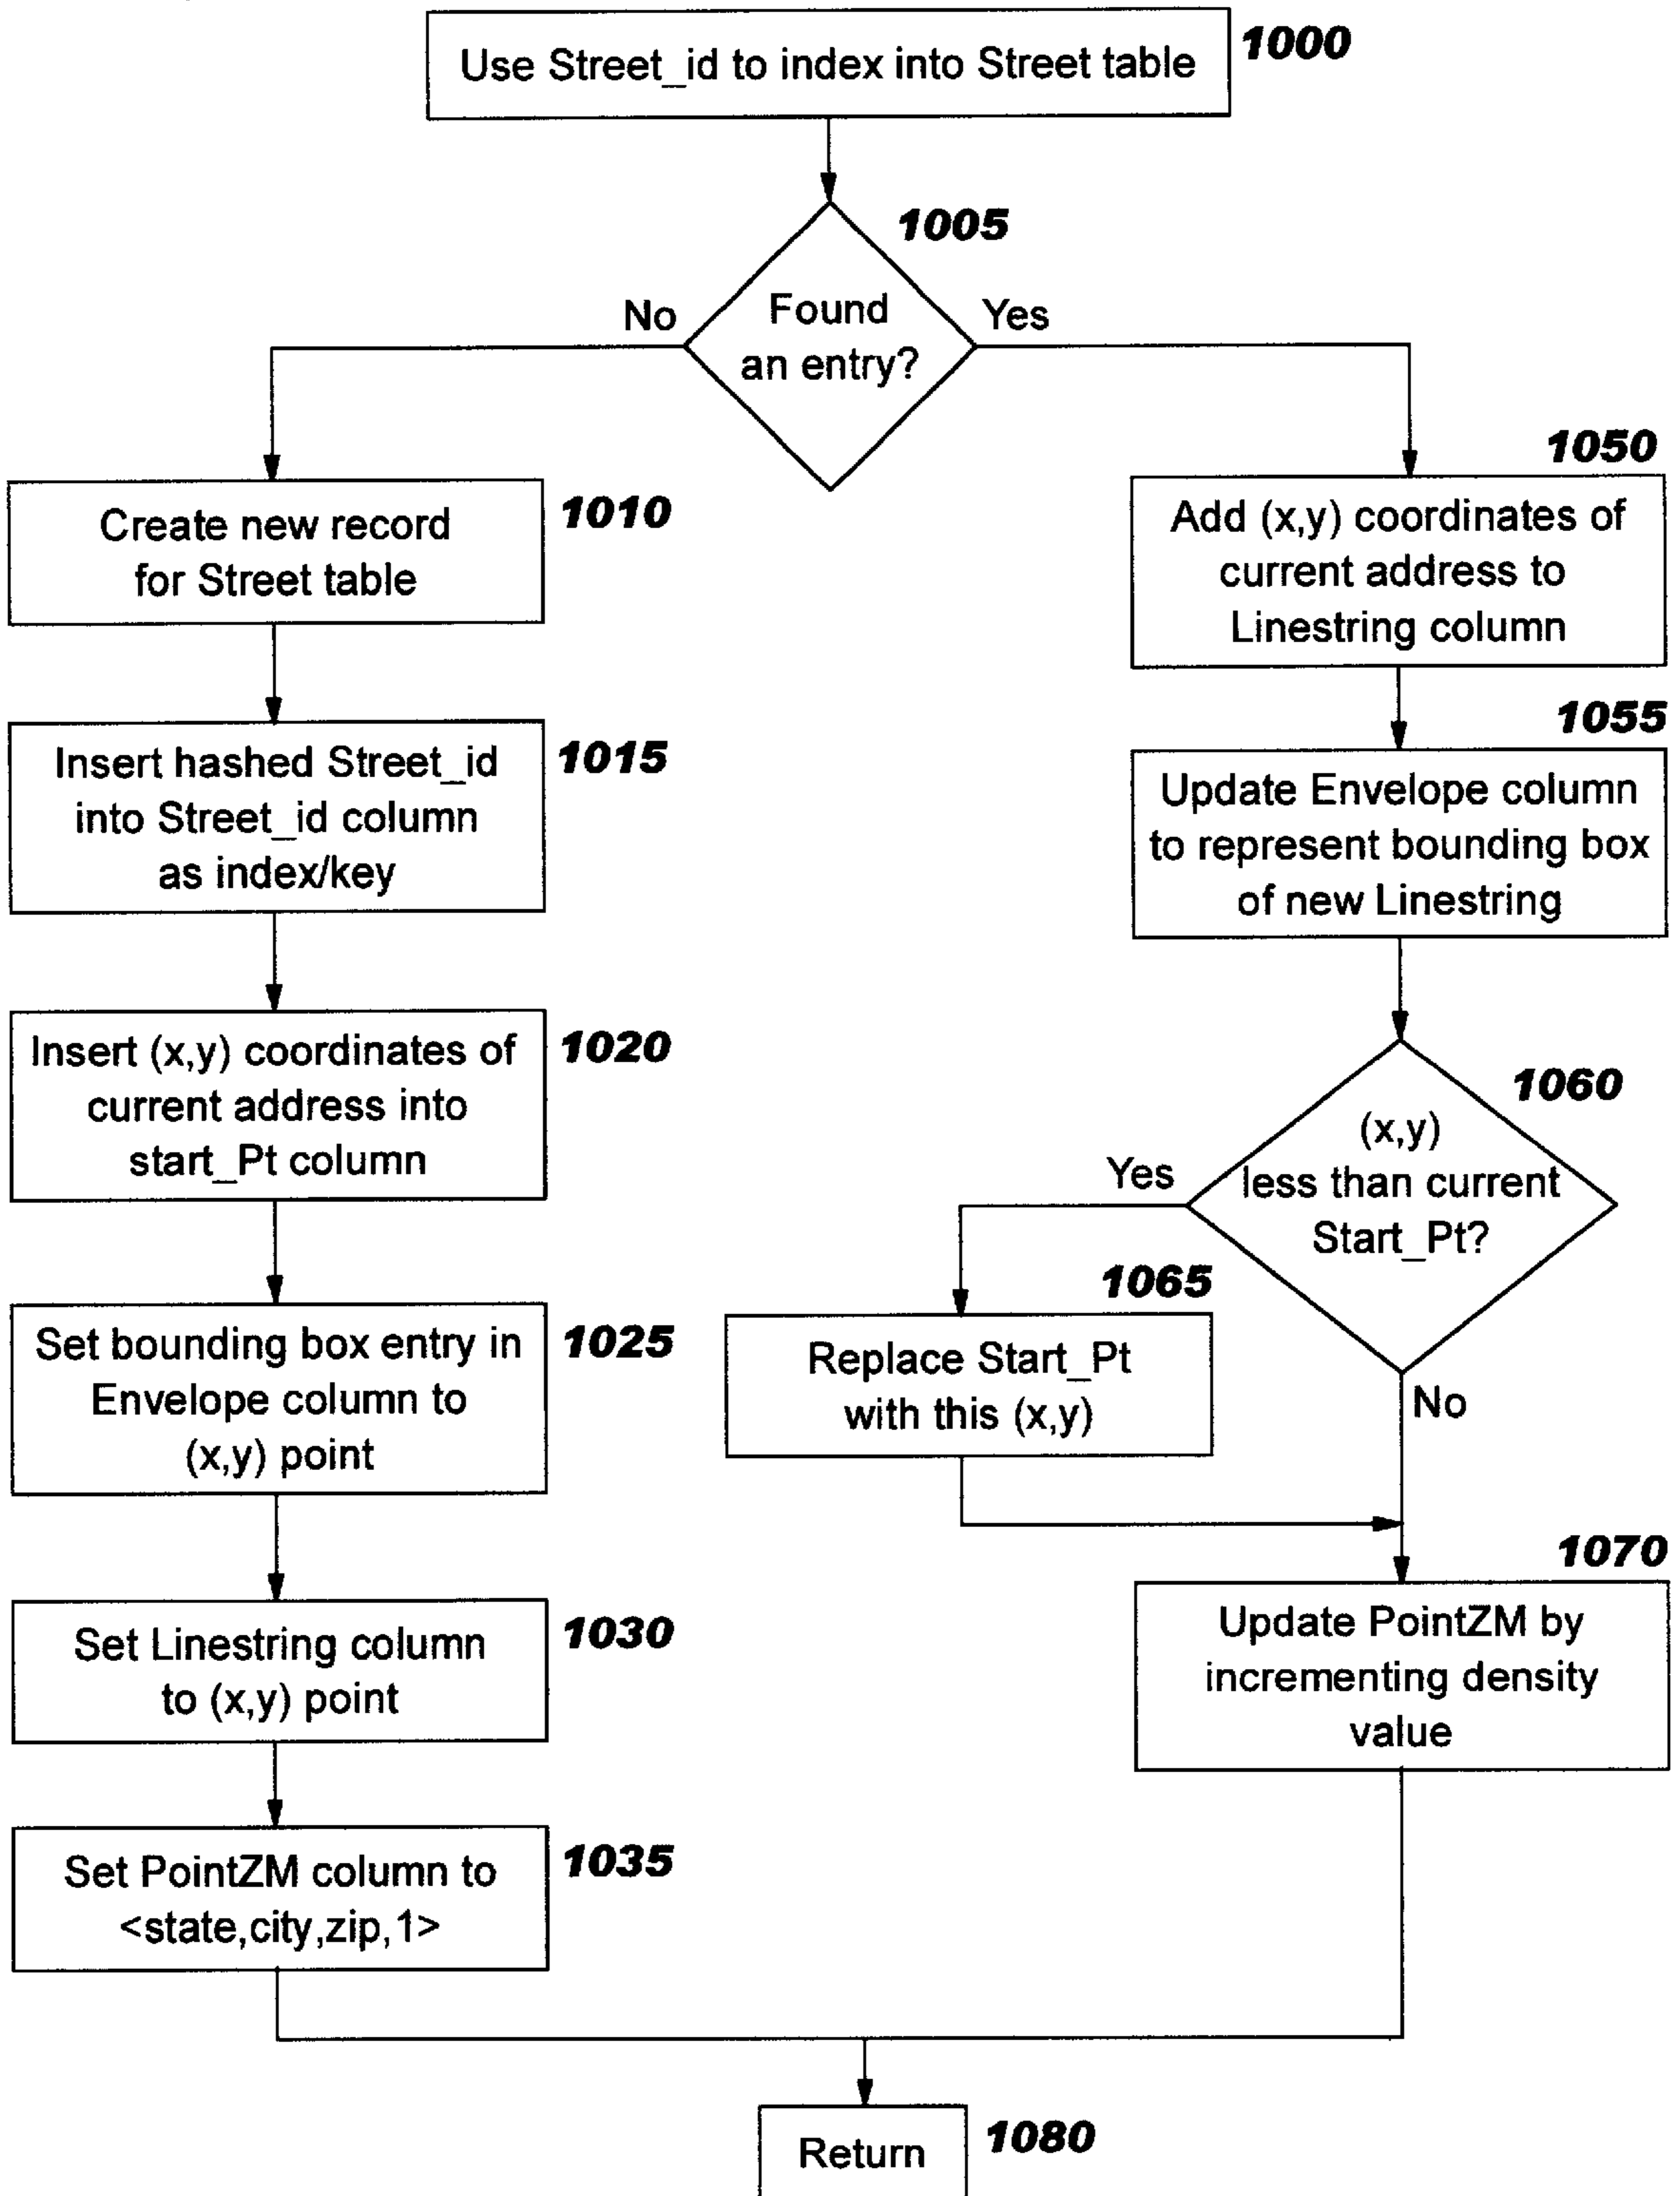 Use Street_id to index into Street table
1000
1005
Found
an entry?
No
Yes
Create new record
for Street table
1010
Insert hashed Street_id
into Street_id column
as index/key
1015
Insert (x,y) coordinates of
current address into
start_Pt column
1020
Set bounding box entry in
Envelope column to
(x,y) point
1025
Set Linestring column
to (x,y) point
1030
Set PointZM column to
<state,city,zip,1>
1035
1050
Add (x,y) coordinates of
current address to
Linestring column
1055
Update Envelope column
to represent bounding box
of new Linestring
1060
(x,y)
less than current
Start_Pt?
Yes
No
1065
Replace Start_Pt
with this (x,y)
1070
Update PointZM by
incrementing density
value
Return
1080